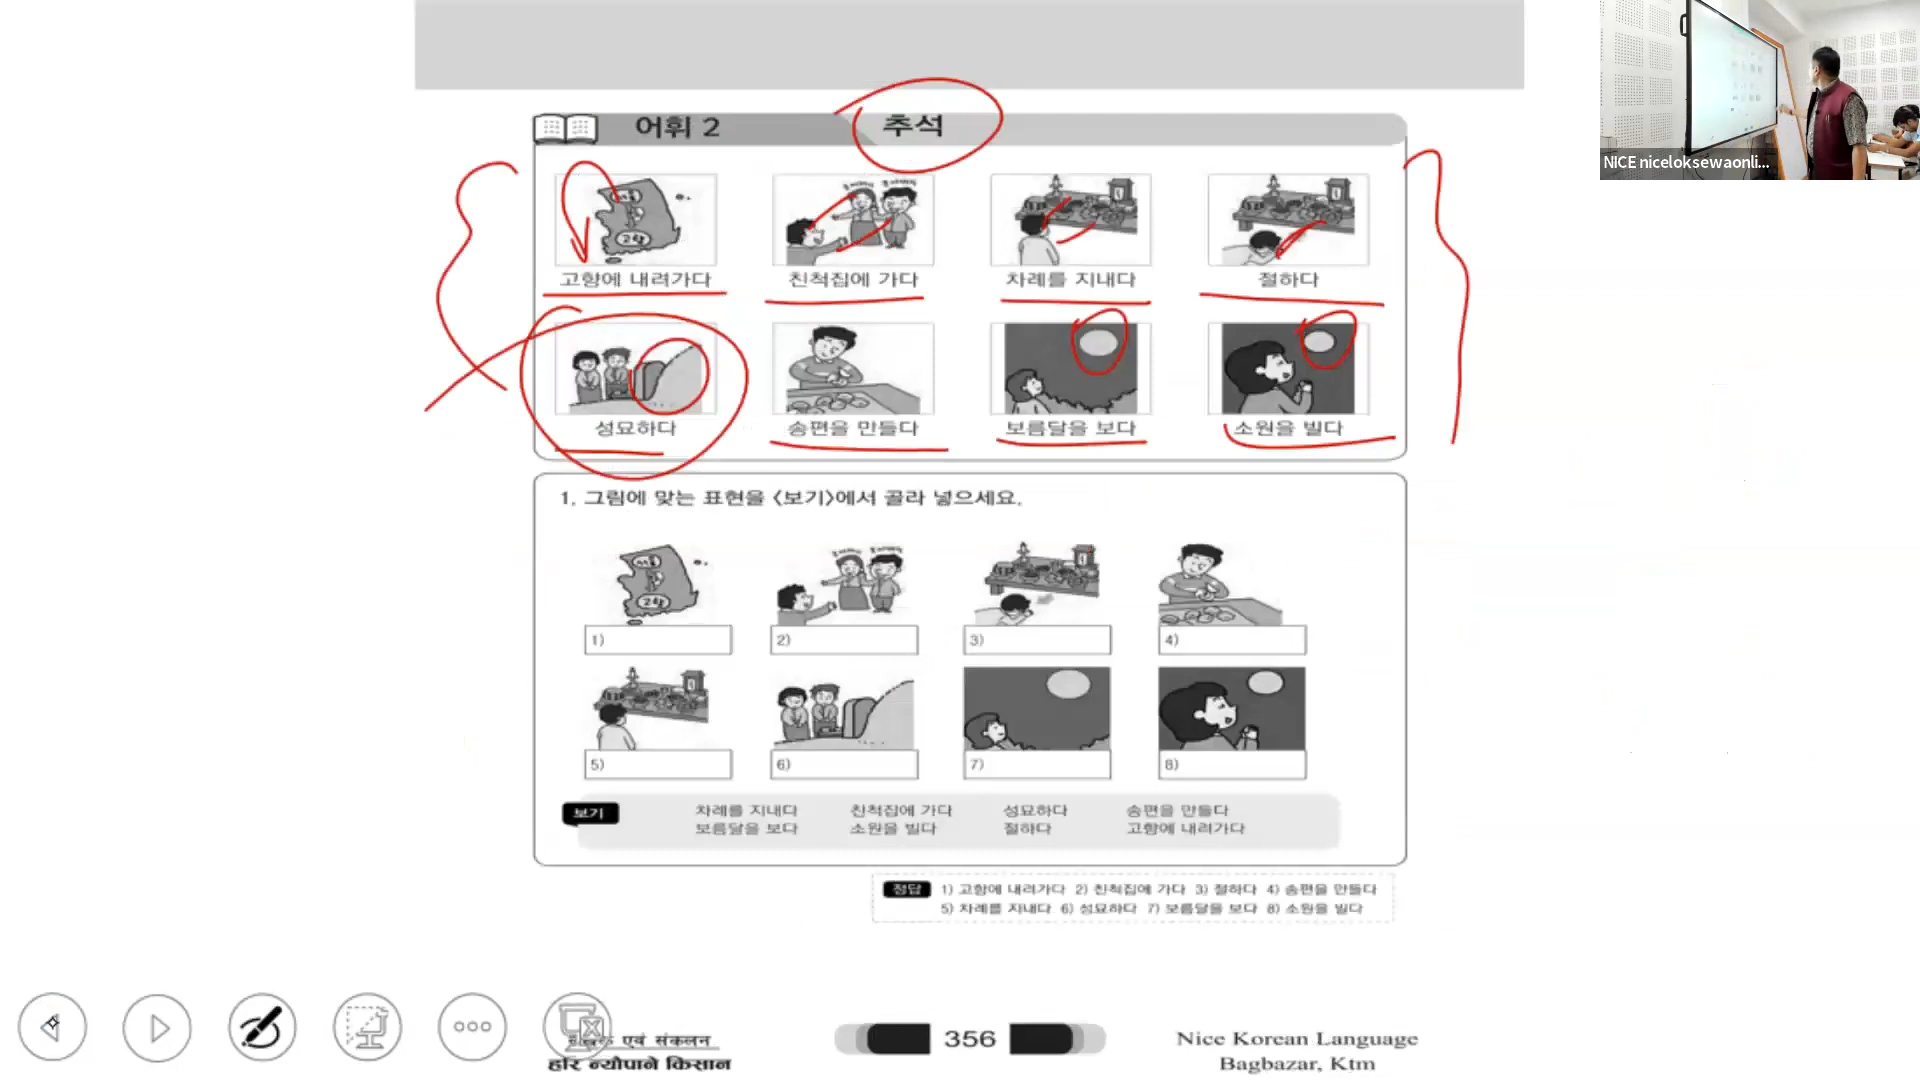 어휘 2
추석
NICE niceloksewaonli...
고향에 내려가다
친척집에 가다
차례를 지내다
절하다
성묘하다
송편을 만들다
보름달을 보다
소원을 빌다
1. 그림에 맞는 표현을 <보기>에서 골라 넣으세요.
1)
2)
3)
4)
5)
6)
7)
8)
보기
차례를 지내다 친척집에 가다 성묘하다 송편을 만들다
보름달을 보다 소원을 빌다 절하다 고향에 내려가다
정답 1) 고향에 내려가다 2) 친척집에 가다 3) 절하다 4) 송편을 만들다
5) 차례를 지내다 6) 성묘하다 7) 보름달을 보다 8) 소원을 빌다
एवं संकलन
हरि न्यौपाने किसान
356
Nice Korean Language
Bagbazar, Ktm